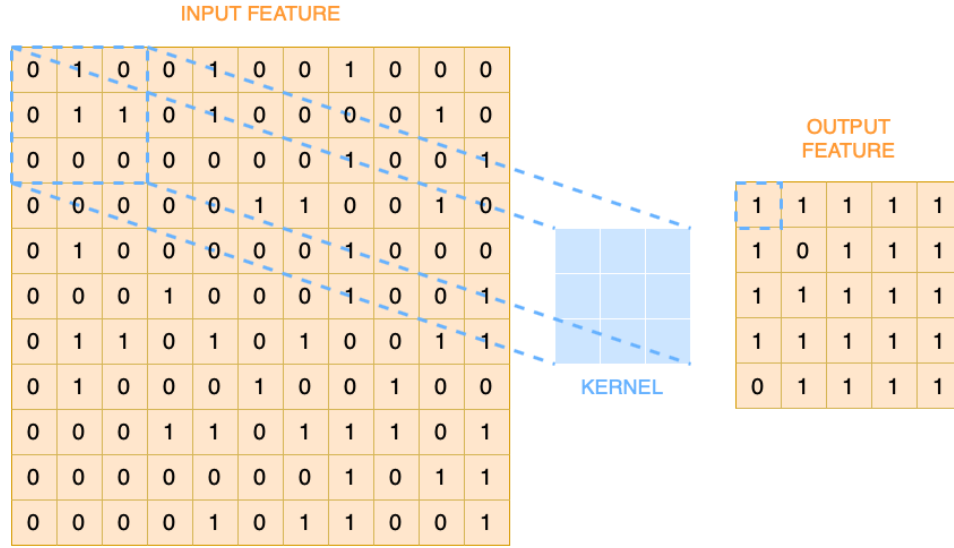 INPUT FEATURE
0 1 0 0 1 0 0 1 0 0 0
0 1 1 0 1 0 0 0 0 1 0
0 0 0 0 0 0 0 1 0 0 1
0 0 0 0 0 1 1 0 0 1 0
0 1 0 0 0 0 0 1 0 0 0
0 0 0 1 0 0 0 1 0 0 1
0 1 1 0 1 0 1 0 0 1 1
0 1 0 0 0 1 0 0 1 0 0
0 0 0 1 1 0 1 1 1 0 1
0 0 0 0 0 0 0 1 0 1 1
0 0 0 0 1 0 1 1 0 0 1
KERNEL
OUTPUT
FEATURE
1 1 1 1 1
1 0 1 1 1
1 1 1 1 1
1 1 1 1 1
0 1 1 1 1